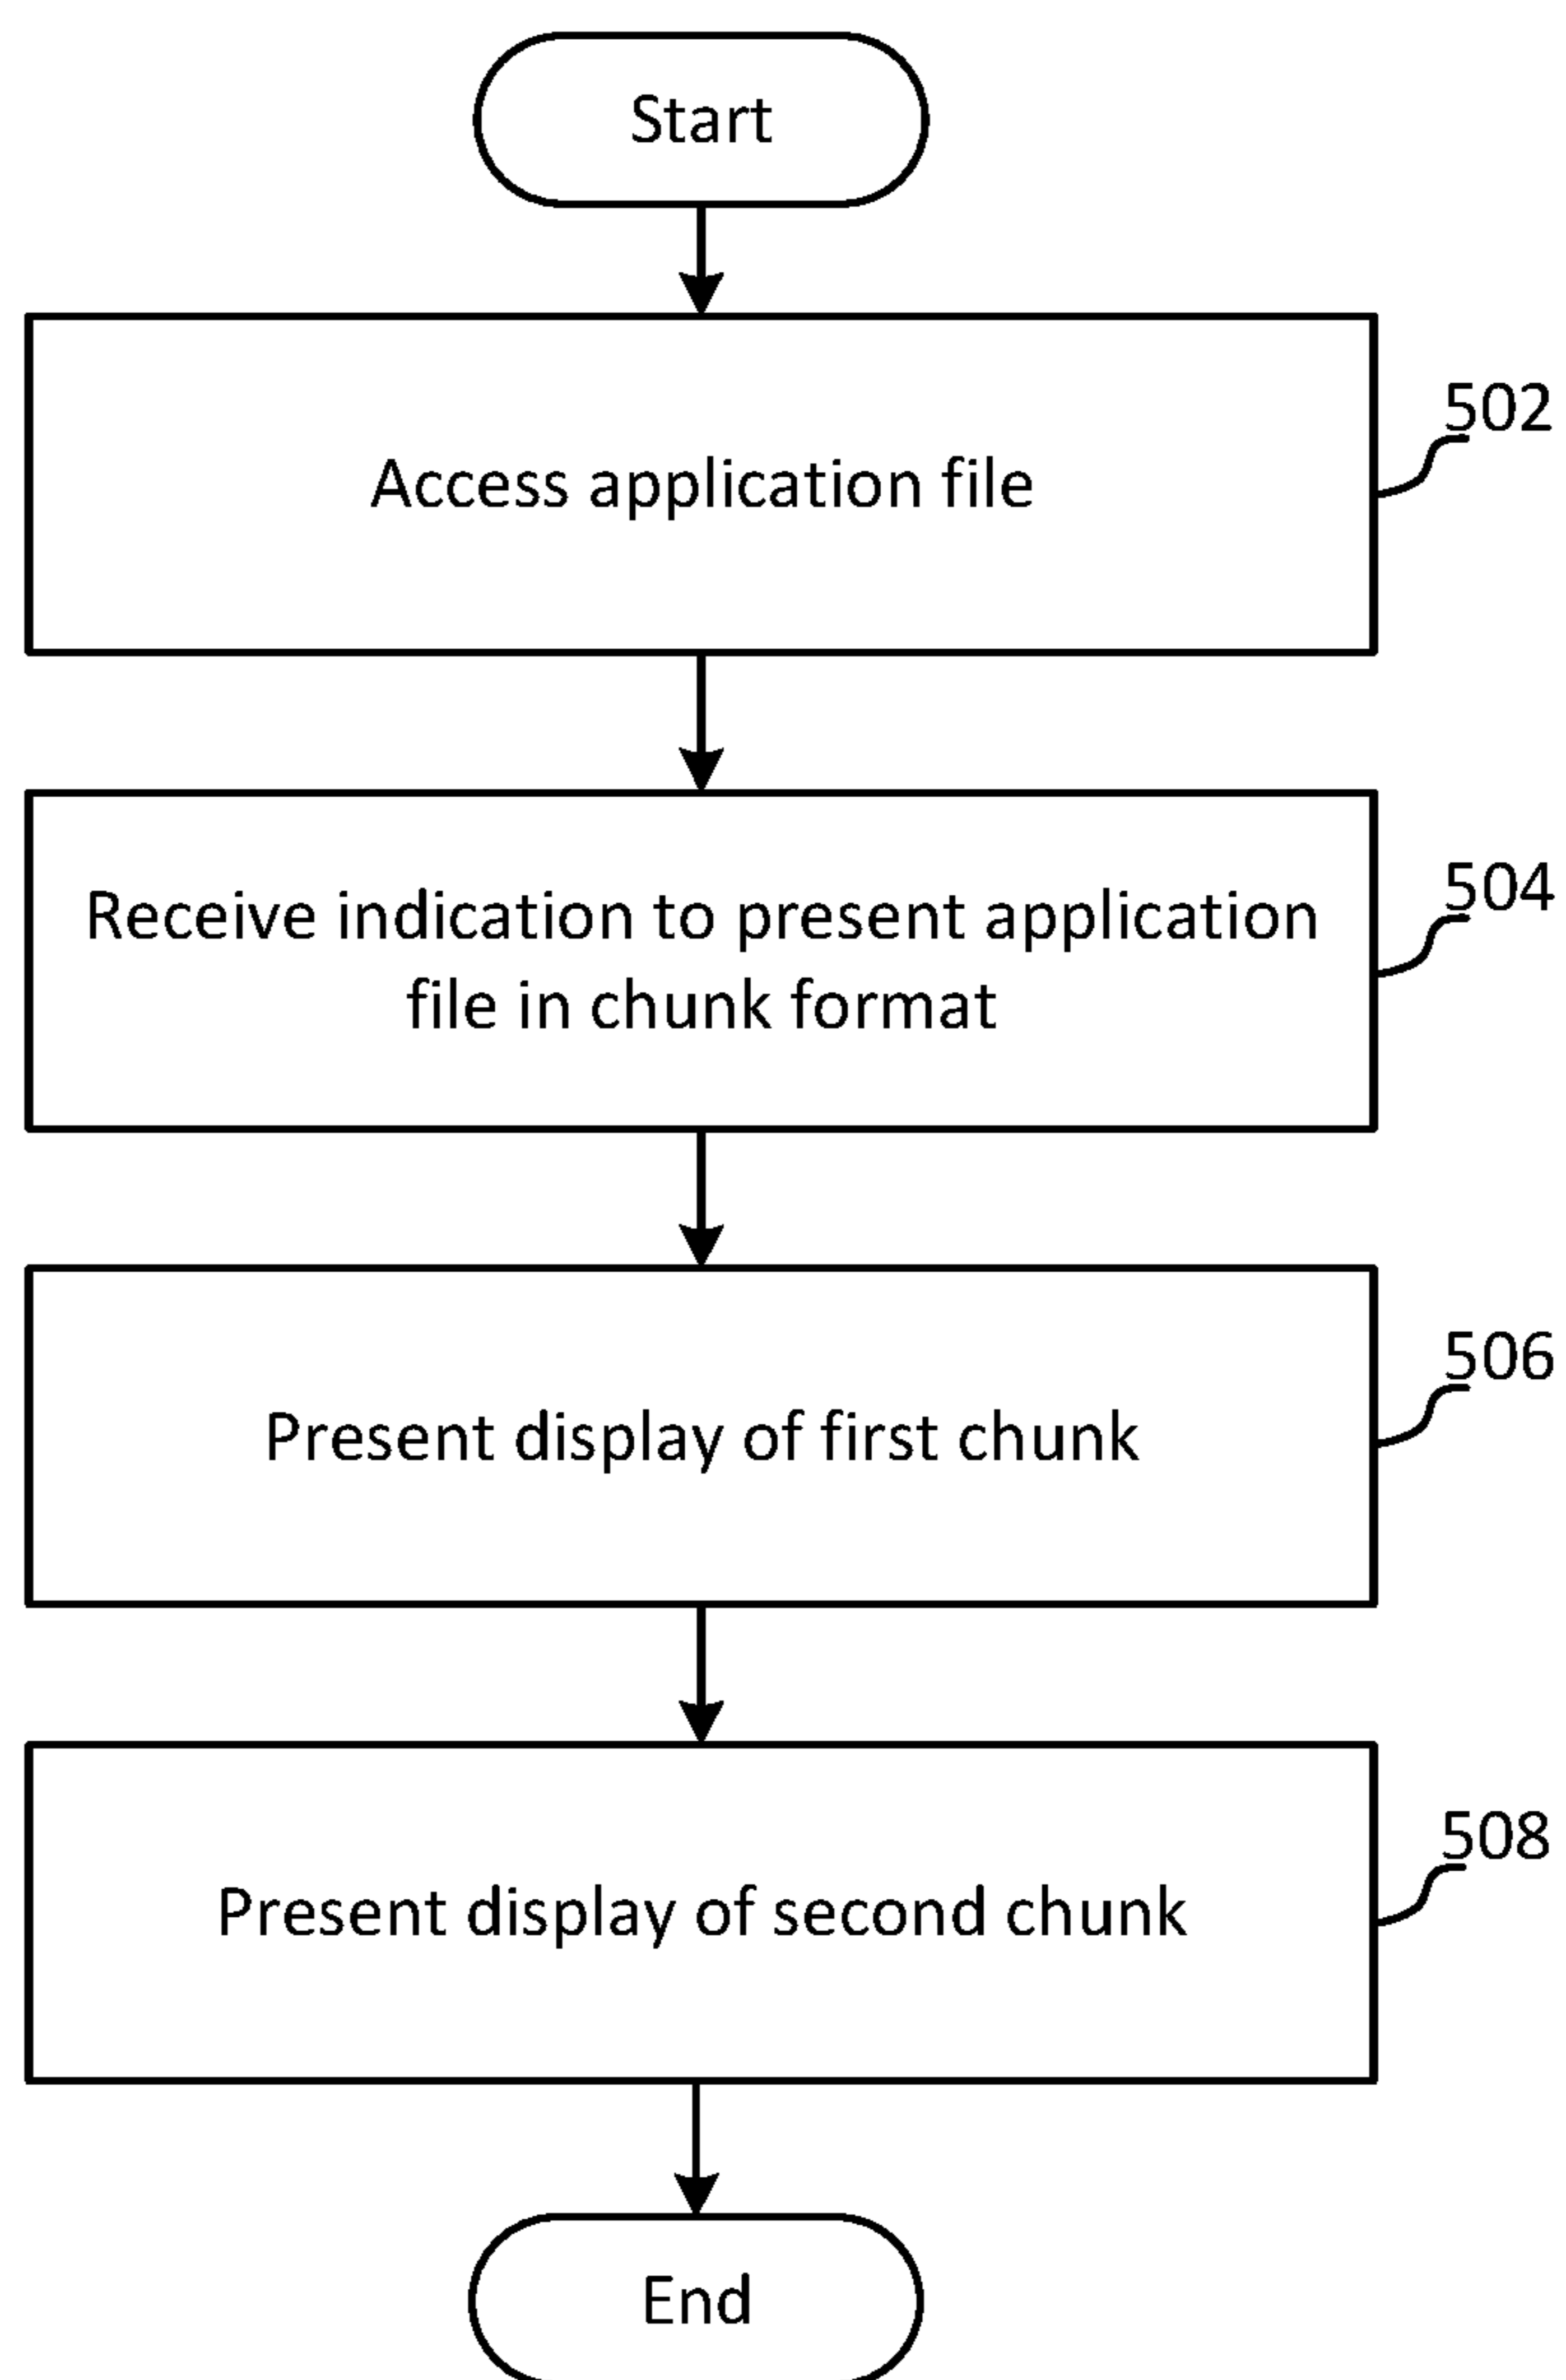 Start
502
Access application file
504
Receive indication to present application
file in chunk format
506
Present display of first chunk
508
Present display of second chunk
End